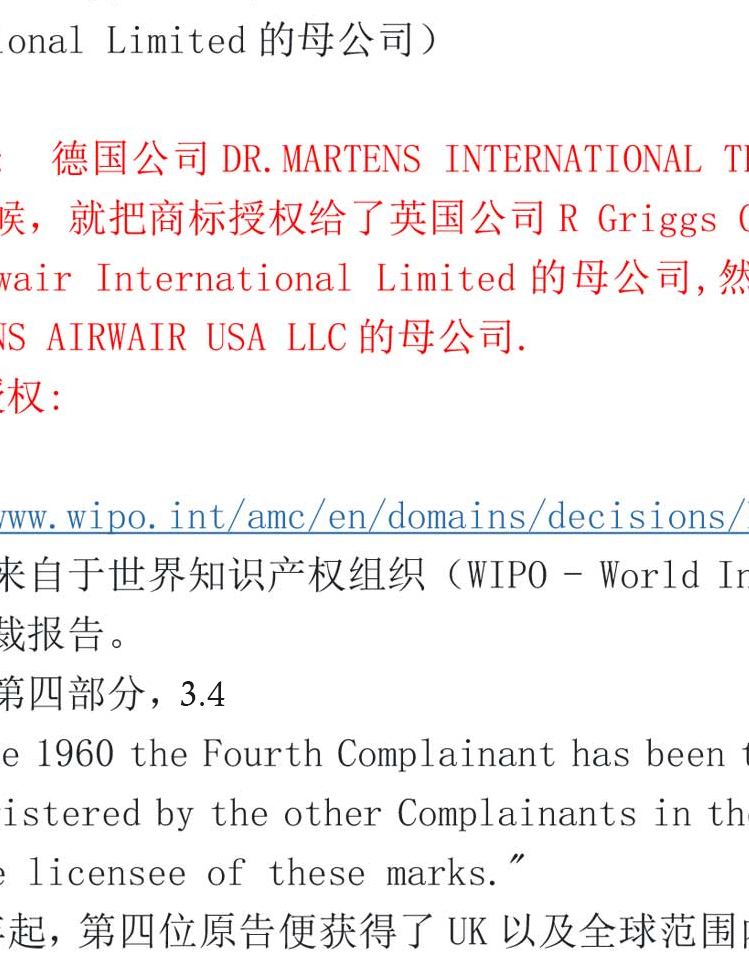 ional Limited 的母公司）
: 德国公司 DR.MARTENS INTERNATIONAL
候，就把商标授权给了英国公司 R Griggs
wair International Limited 的母公司,然
NS AIRWAIR USA LLC 的母公司.
权:
www.wipo.int/amc/en/domains/decisions/
来自于世界知识产权组织（WIPO - World In
裁报告。
第四部分，3.4
e 1960 the Fourth Complainant has been
istered by the other Complainants in the
e licensee of these marks."
年起，第四位原告便获得了 UK 以及全球范围内